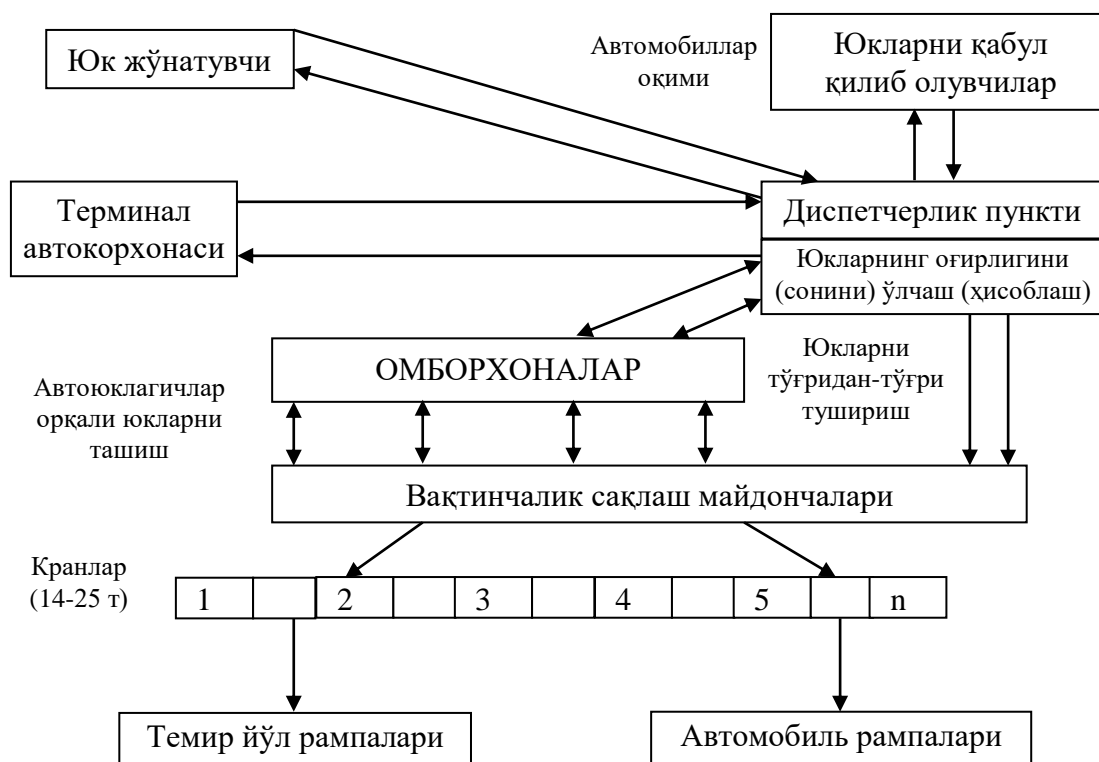 Юк жўнатувчи
Автомобиллар
оқими
Юкларни қабул
қилиб олувчилар
Терминал
автокорхонаси
Диспетчерлик пункти
Юкларнинг оғирлигини
(сонини) ўлчаш (ҳисоблаш)
ОМБОРХОНАЛАР
Юкларни
тўғридан-тўғри
тушириш
Автоюклагичлар
орқали юкларни
ташиш
Вақтинчалик сақлаш майдончалари
Кранлар
(14-25 т)
1 2 3 4 5 n
Темир йўл рампалари
Автомобиль рампалари